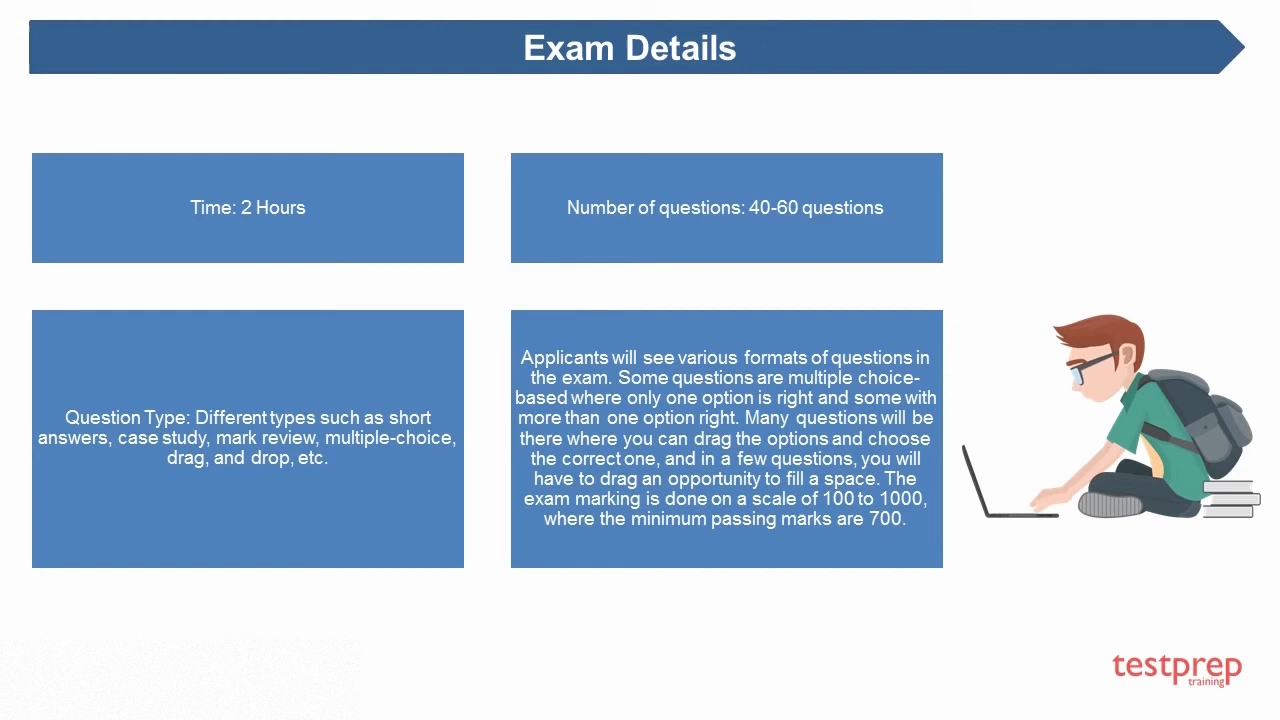 Exam Details
Time: 2 Hours
Number of questions: 40-60 questions
Question Type: Different types such as short
answers, case study, mark review, multiple-choice,
drag, and drop, etc.
Applicants will see various formats of questions in
the exam. Some questions are multiple choice-
based where only one option is right and some with
more than one option right. Many questions will be
there where you can drag the options and choose
the correct one, and in a few questions, you will
have to drag an opportunity to fill a space. The
exam marking is done on a scale of 100 to 1000,
where the minimum passing marks are 700.
testprep
training